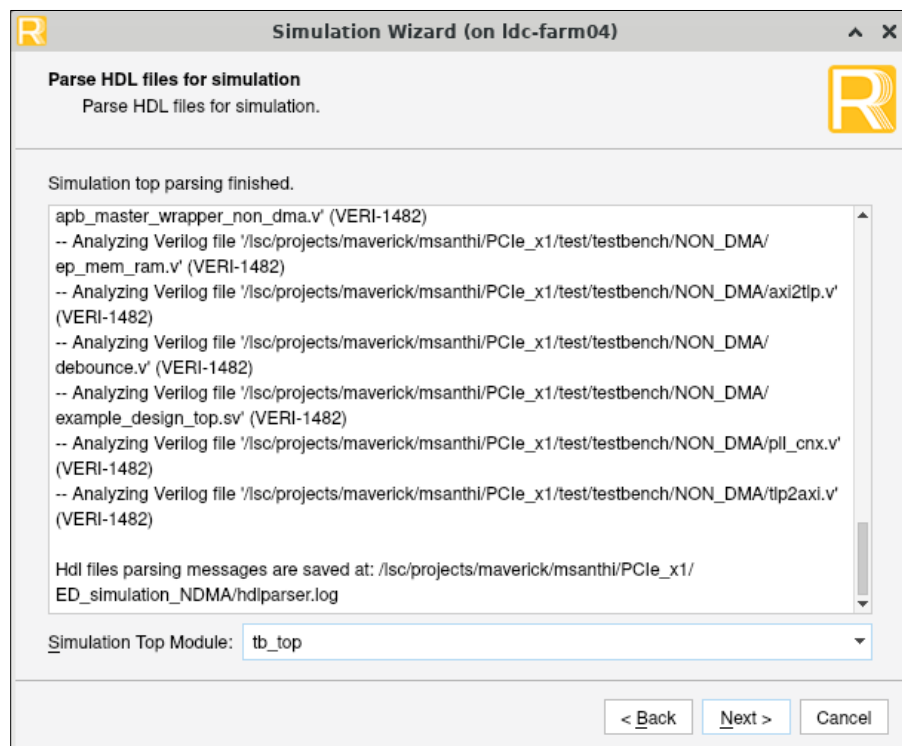 Simulation Wizard (on ldc-farm04)
Parse HDL files for simulation
Parse HDL files for simulation.
Simulation top parsing finished.
apb_master_wrapper_non_dma.v' (VERI-1482)
-- Analyzing Verilog file '/lsc/projects/maverick/msanthi/PCIe_x1/test/testbench/NON_DMA/
ep_mem_ram.v' (VERI-1482)
-- Analyzing Verilog file '/lsc/projects/maverick/msanthi/PCIe_x1/test/testbench/NON_DMA/axi2tlp.v'
(VERI-1482)
-- Analyzing Verilog file '/lsc/projects/maverick/msanthi/PCIe_x1/test/testbench/NON_DMA/
debounce.v' (VERI-1482)
-- Analyzing Verilog file '/lsc/projects/maverick/msanthi/PCIe_x1/test/testbench/NON_DMA/
example_design_top.sv' (VERI-1482)
-- Analyzing Verilog file '/lsc/projects/maverick/msanthi/PCIe_x1/test/testbench/NON_DMA/pll_cnx.v'
(VERI-1482)
-- Analyzing Verilog file '/lsc/projects/maverick/msanthi/PCIe_x1/test/testbench/NON_DMA/tlp2axi.v'
(VERI-1482)
Hdl files parsing messages are saved at: /lsc/projects/maverick/msanthi/PCIe_x1/
ED_simulation_NDMA/hdlparser.log
Simulation Top Module: tb_top
< Back Next > Cancel